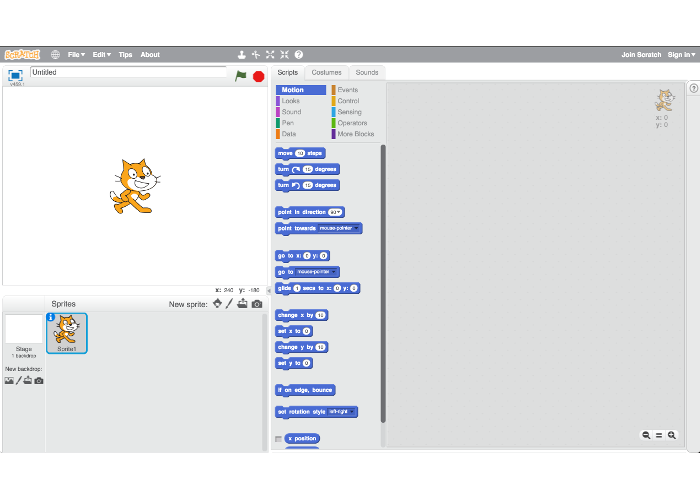 SCRATCH File▾ Edit▾ Tips About Join Scratch Sign in▾
Untitled
Scripts Costumes Sounds
Motion Events
Looks Control
Sound Sensing
Pen Operators
Data More Blocks
x: 0
y: 0
move 10 steps
turn 15 degrees
turn 15 degrees
point in direction 90▾
point towards mouse-pointer
go to x: 0 y: 0
go to mouse-pointer
glide 1 secs to x: 0 y: 0
change x by 10
set x to 0
change y by 10
set y to 0
if on edge, bounce
set rotation style left-right
x position
x: 240 y: -180
Sprites New sprite:
Stage
1 backdrop
New backdrop:
Sprite1